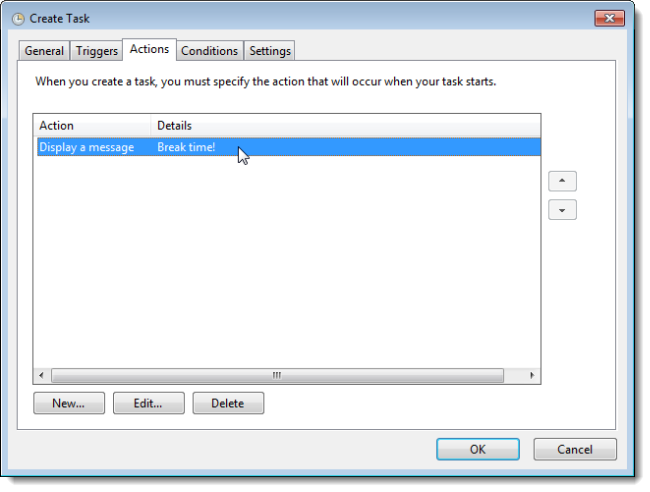 Create Task
General Triggers Actions Conditions Settings
When you create a task, you must specify the action that will occur when your task starts.
Action Details
Display a message Break time!
New... Edit... Delete
OK Cancel